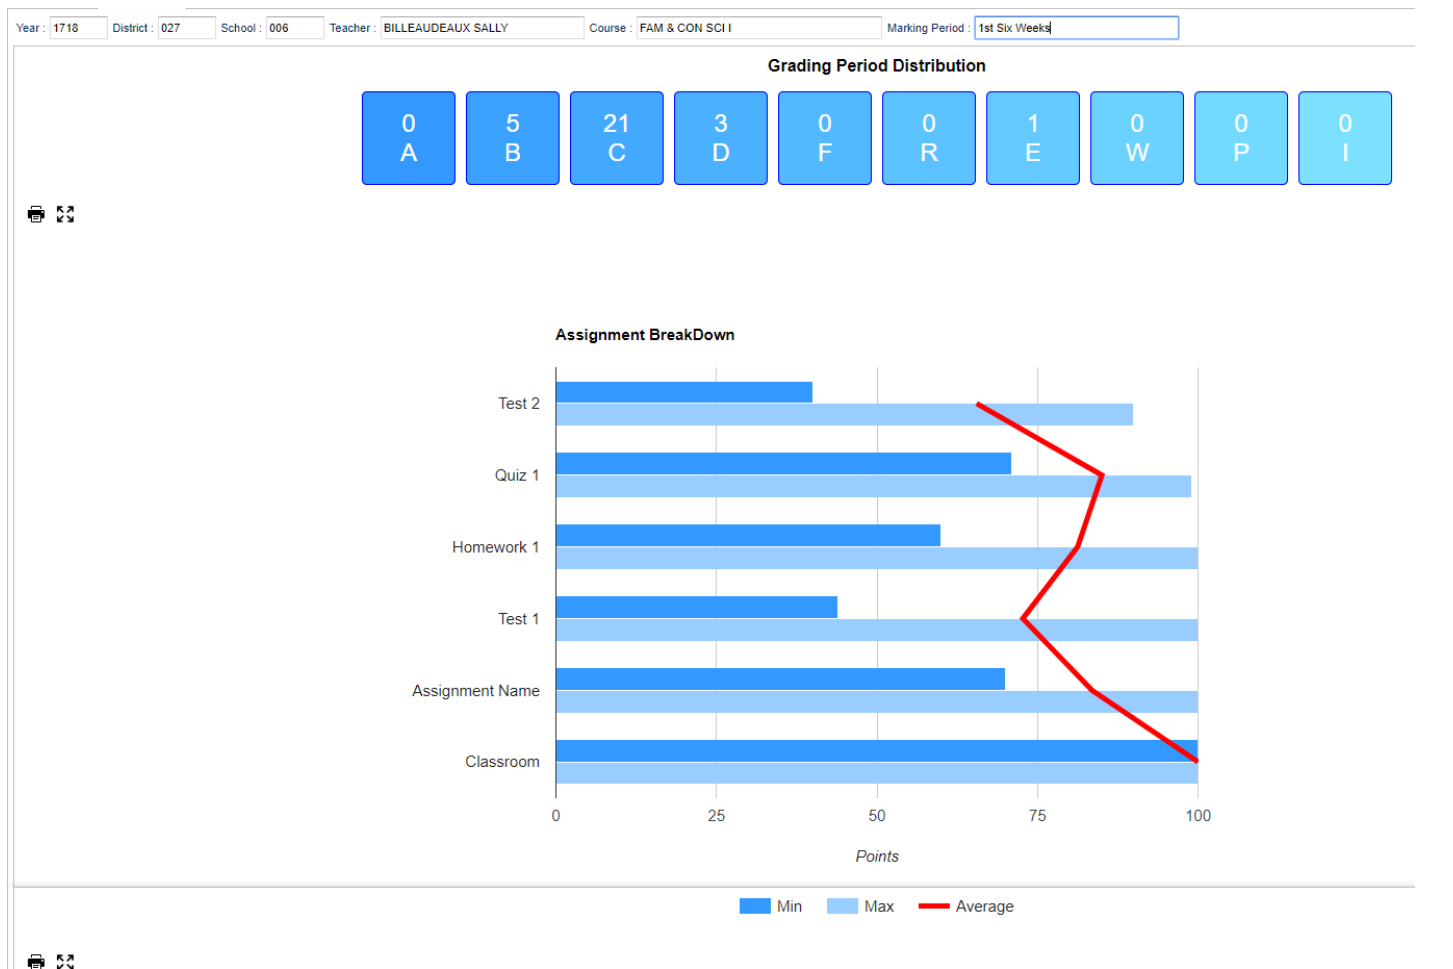 Year : 1718 District : 027 School : 006 Teacher : BILLEAUDEAUX SALLY Course : FAM & CON SCI I Marking Period : 1st Six Weeks
Grading Period Distribution
0 5 21 3 0 0 1 0 0 0
A B C D F R E W P I
Assignment BreakDown
Test 2
Quiz 1
Homework 1
Test 1
Assignment Name
Classroom
0 25 50 75 100
Points
Min Max Average